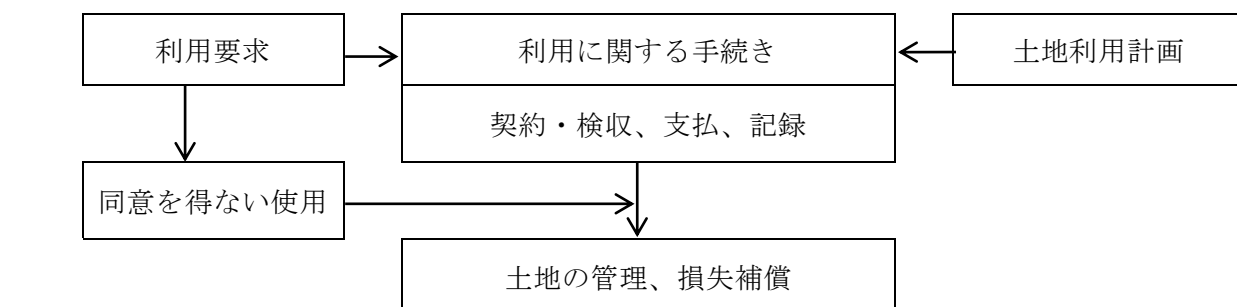 利用要求
利用に関する手続き
土地利用計画
契約・検収、支払、記録
同意を得ない使用
土地の管理、損失補償